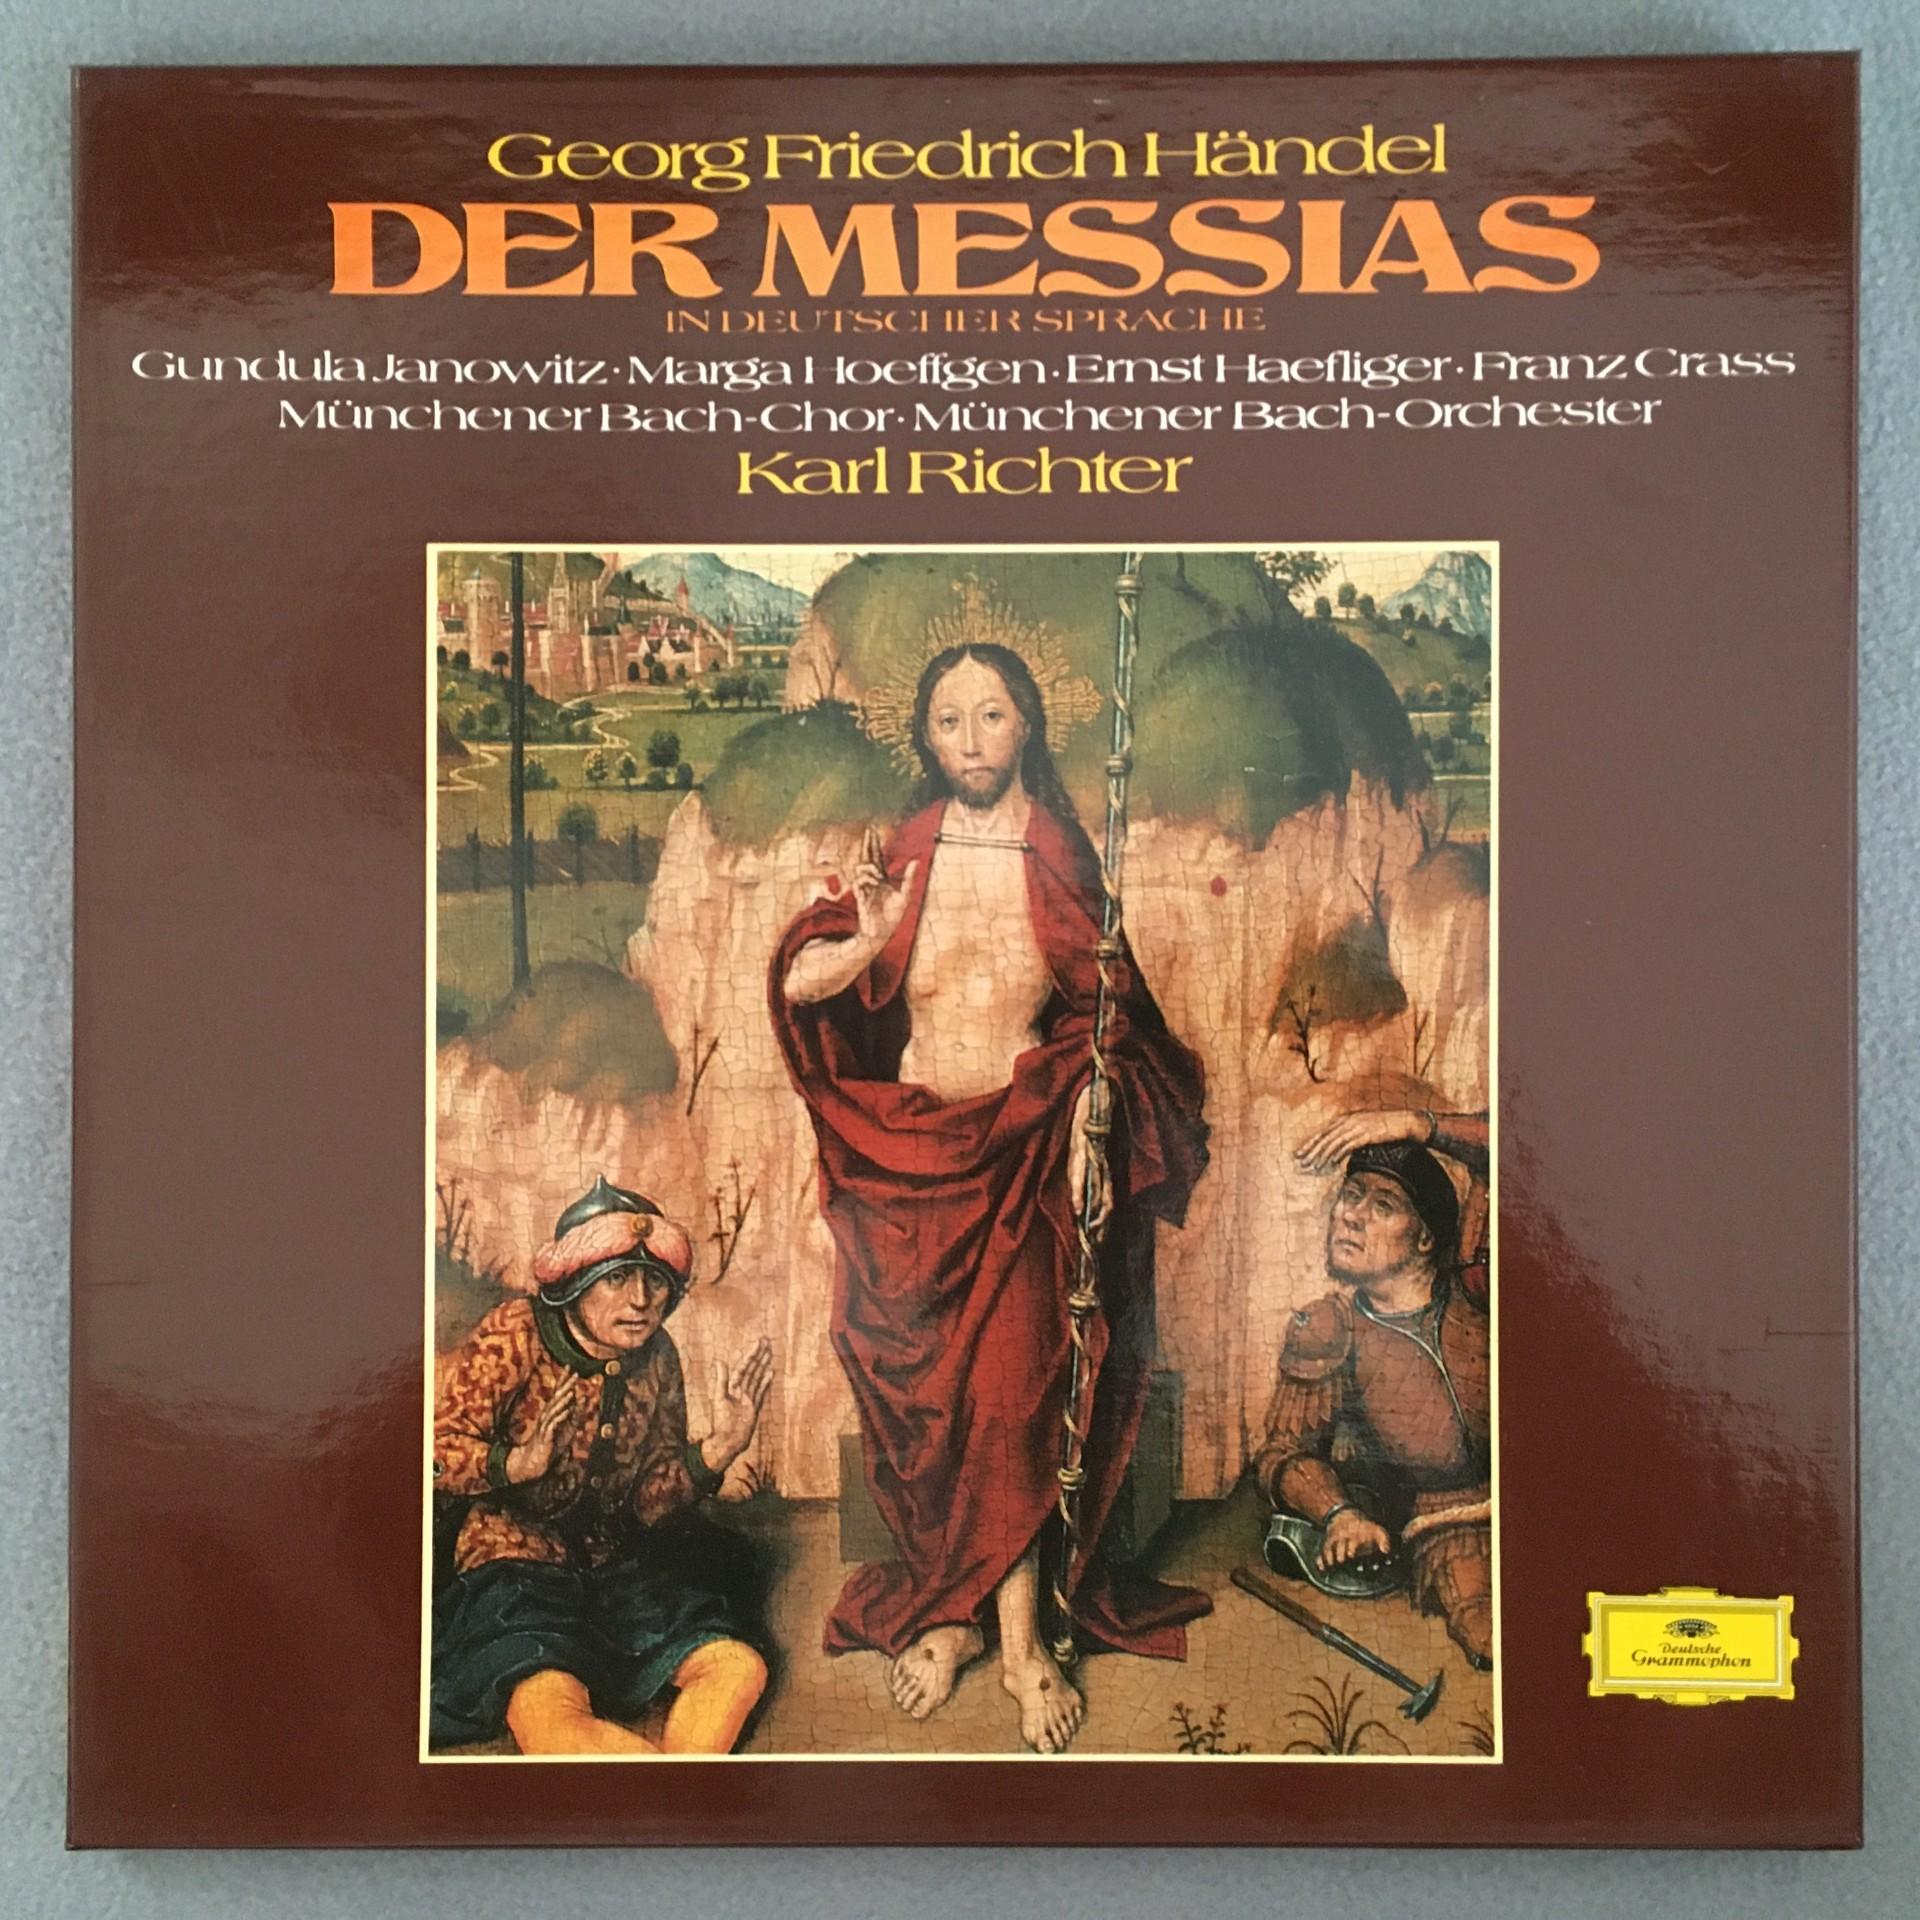 Georg Friedrich Händel
DER MESSIAS
IN DEUTSCHER SPRACHE
Gundula Janowitz · Marga Hoeffgen · Ernst Haefliger · Franz Crass
Münchener Bach-Chor · Münchener Bach-Orchester
Karl Richter
Deutsche
Grammophon